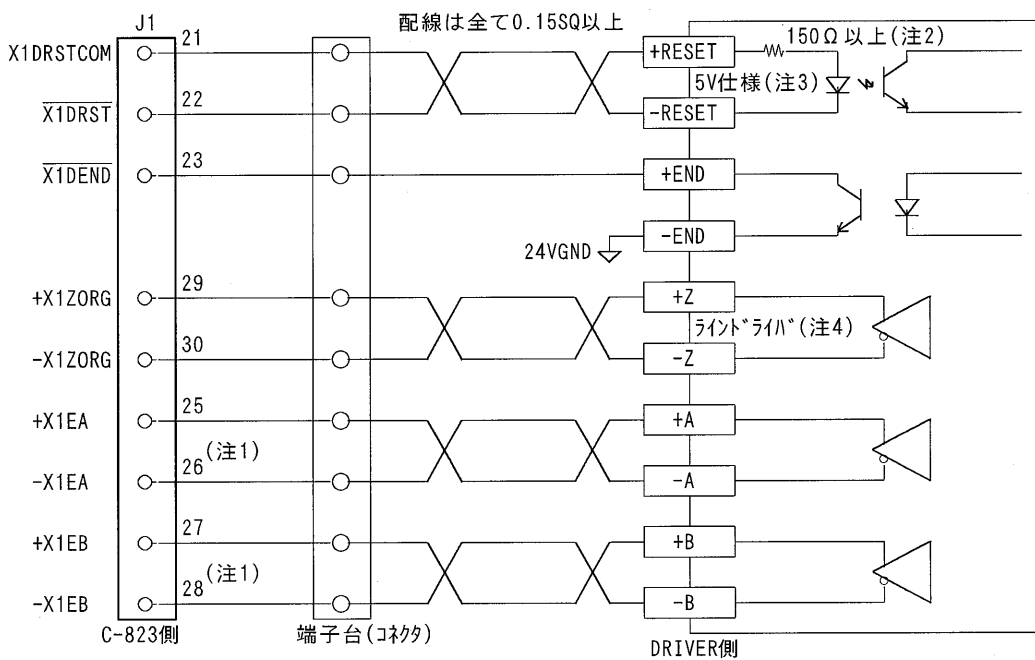 J1
配線は全て0.15SQ以上
X1DRSTCOM
21
+RESET
150Ω以上(注2)
5V仕様(注3)
X1DRST
22
-RESET
X1DEND
23
+END
24VGND
-END
+X1ZORG
29
+Z
ラインドライバ(注4)
-X1ZORG
30
-Z
+X1EA
25
+A
(注1)
-X1EA
26
-A
+X1EB
27
+B
(注1)
-X1EB
28
-B
C-823側
端子台(コネクタ)
DRIVER側